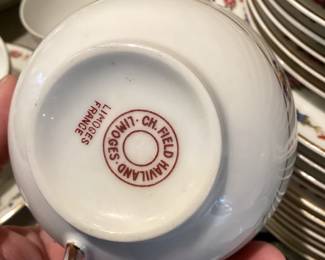 CH. FIELD HAVILAND
LIMOGES.
LIMOGES
FRANCE